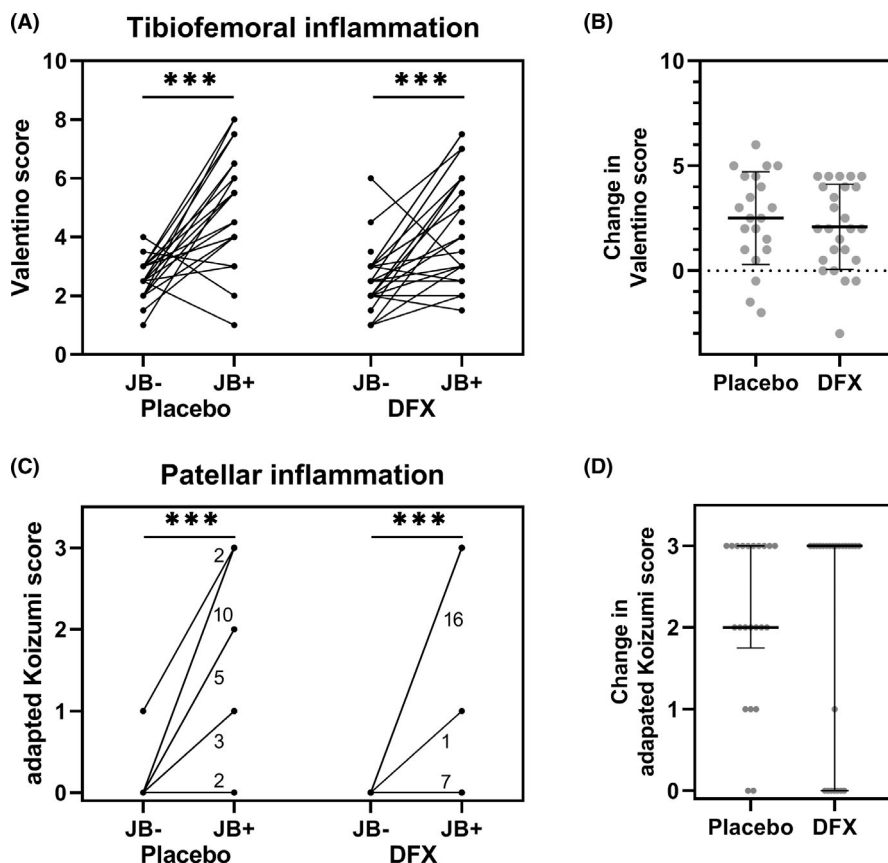 (A)
Tibiofemoral inflammation
Valentino score
10
8
6
4
2
0
***
***
JB- JB+ JB- JB+
Placebo DFX
(B)
Change in
Valentino score
10
5
0
Placebo DFX
(C)
Patellar inflammation
adapted Koizumi score
3
2
1
0
***
***
2
10
5
3
2
16
1
7
JB- JB+ JB- JB+
Placebo DFX
(D)
Change in
adapated Koizumi score
3
2
1
0
Placebo DFX